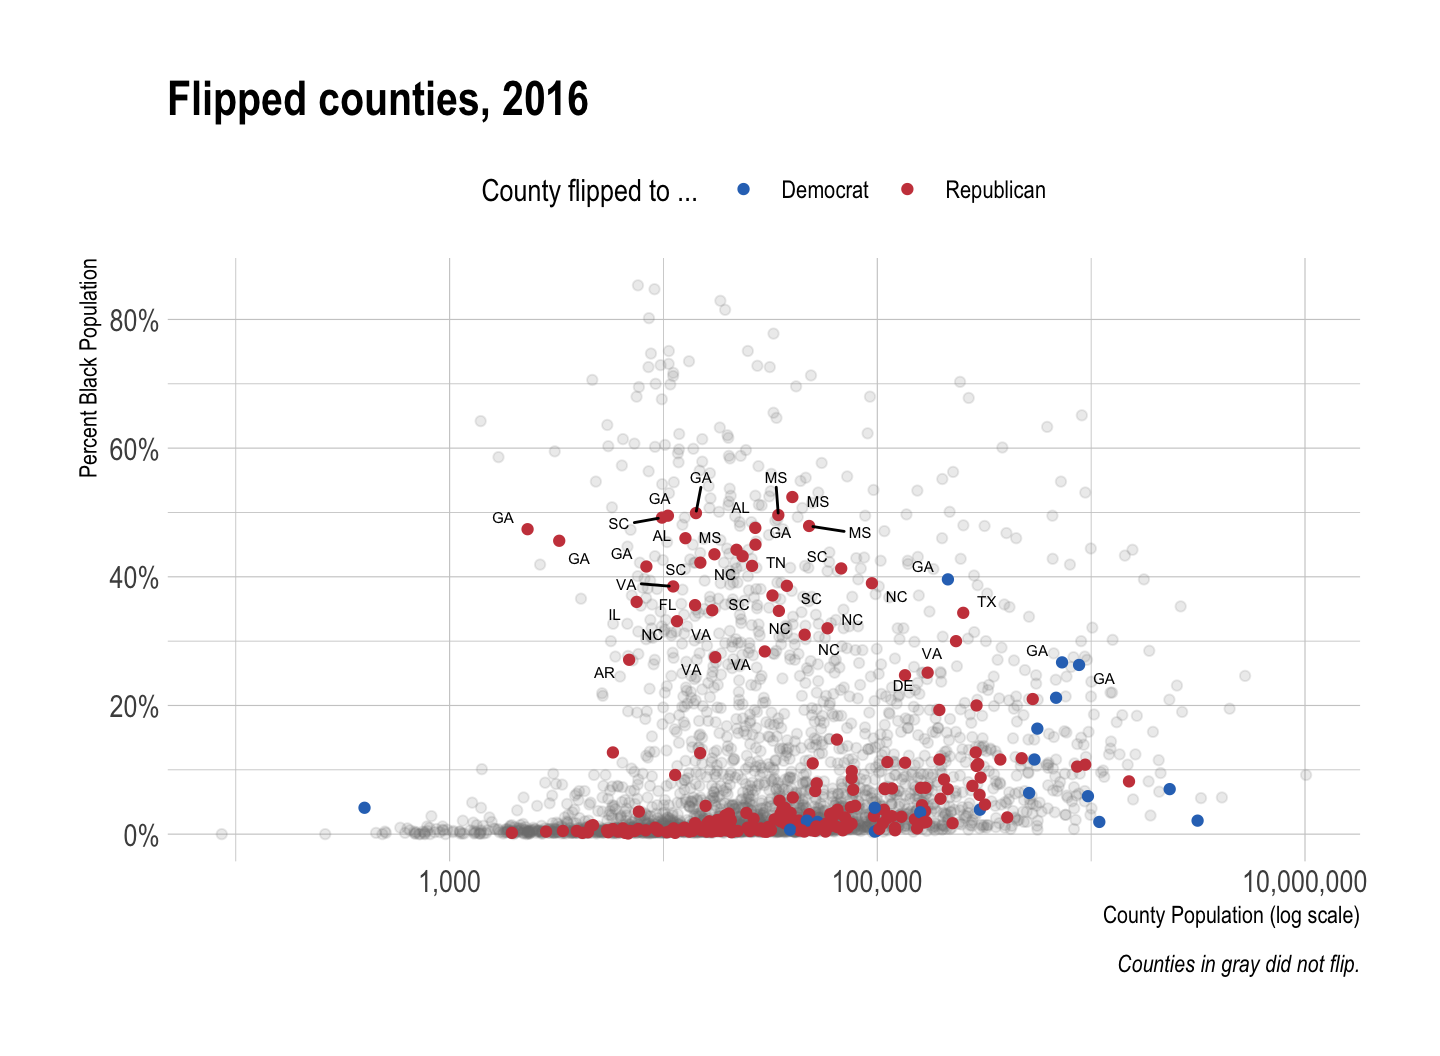 Flipped counties, 2016
County flipped to ... Democrat Republican
Percent Black Population
80%
60%
40%
20%
0%
GA MS
GA MS
GA SC AL GA MS
AL MS
GA GA SC
SC NC TN GA
VA NC
IL FL SC SC TX
NC VA NC NC
AR VA VA NC VA GA
DE GA
1,000 100,000 10,000,000
County Population (log scale)
Counties in gray did not flip.